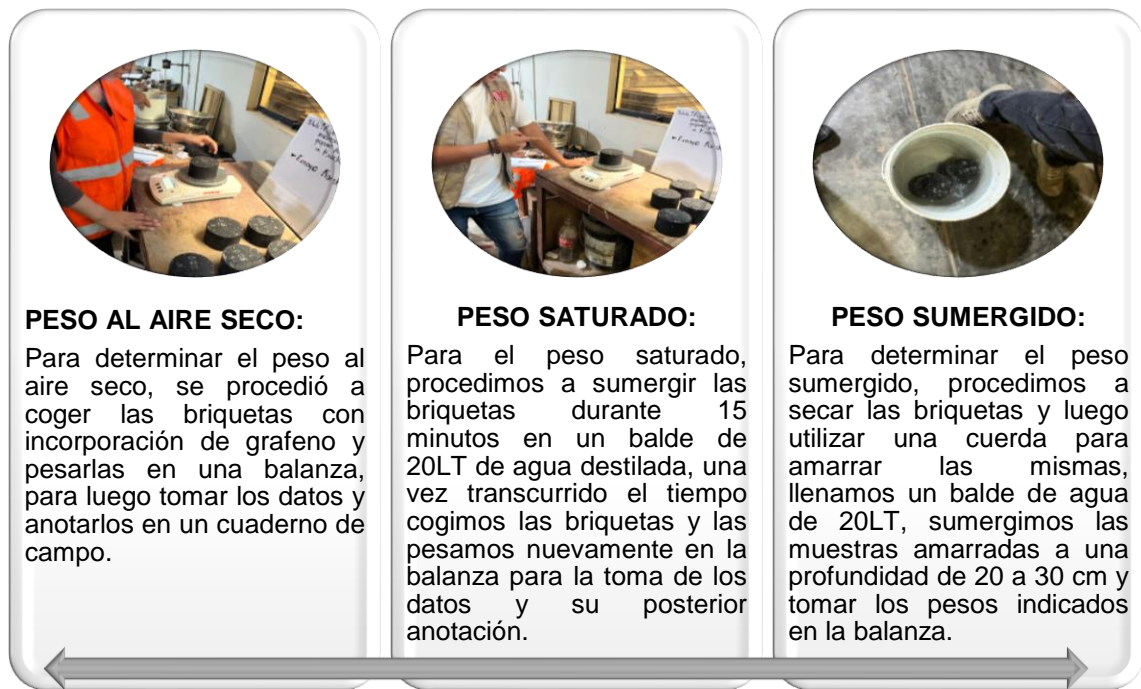 PESO AL AIRE SECO:
Para determinar el peso al
aire seco, se procedió a
coger las briquetas con
incorporación de grafeno y
pesarlas en una balanza,
para luego tomar los datos y
anotarlos en un cuaderno de
campo.
PESO SATURADO:
Para el peso saturado,
procedimos a sumergir las
briquetas durante 15
minutos en un balde de
20LT de agua destilada, una
vez transcurrido el tiempo
cogimos las briquetas y las
pesamos nuevamente en la
balanza para la toma de los
datos y su posterior
anotación.
PESO SUMERGIDO:
Para determinar el peso
sumergido, procedimos a
secar las briquetas y luego
utilizar una cuerda para
amarrar las mismas,
llenamos un balde de agua
de 20LT, sumergimos las
muestras amarradas a una
profundidad de 20 a 30 cm y
tomar los pesos indicados
en la balanza.